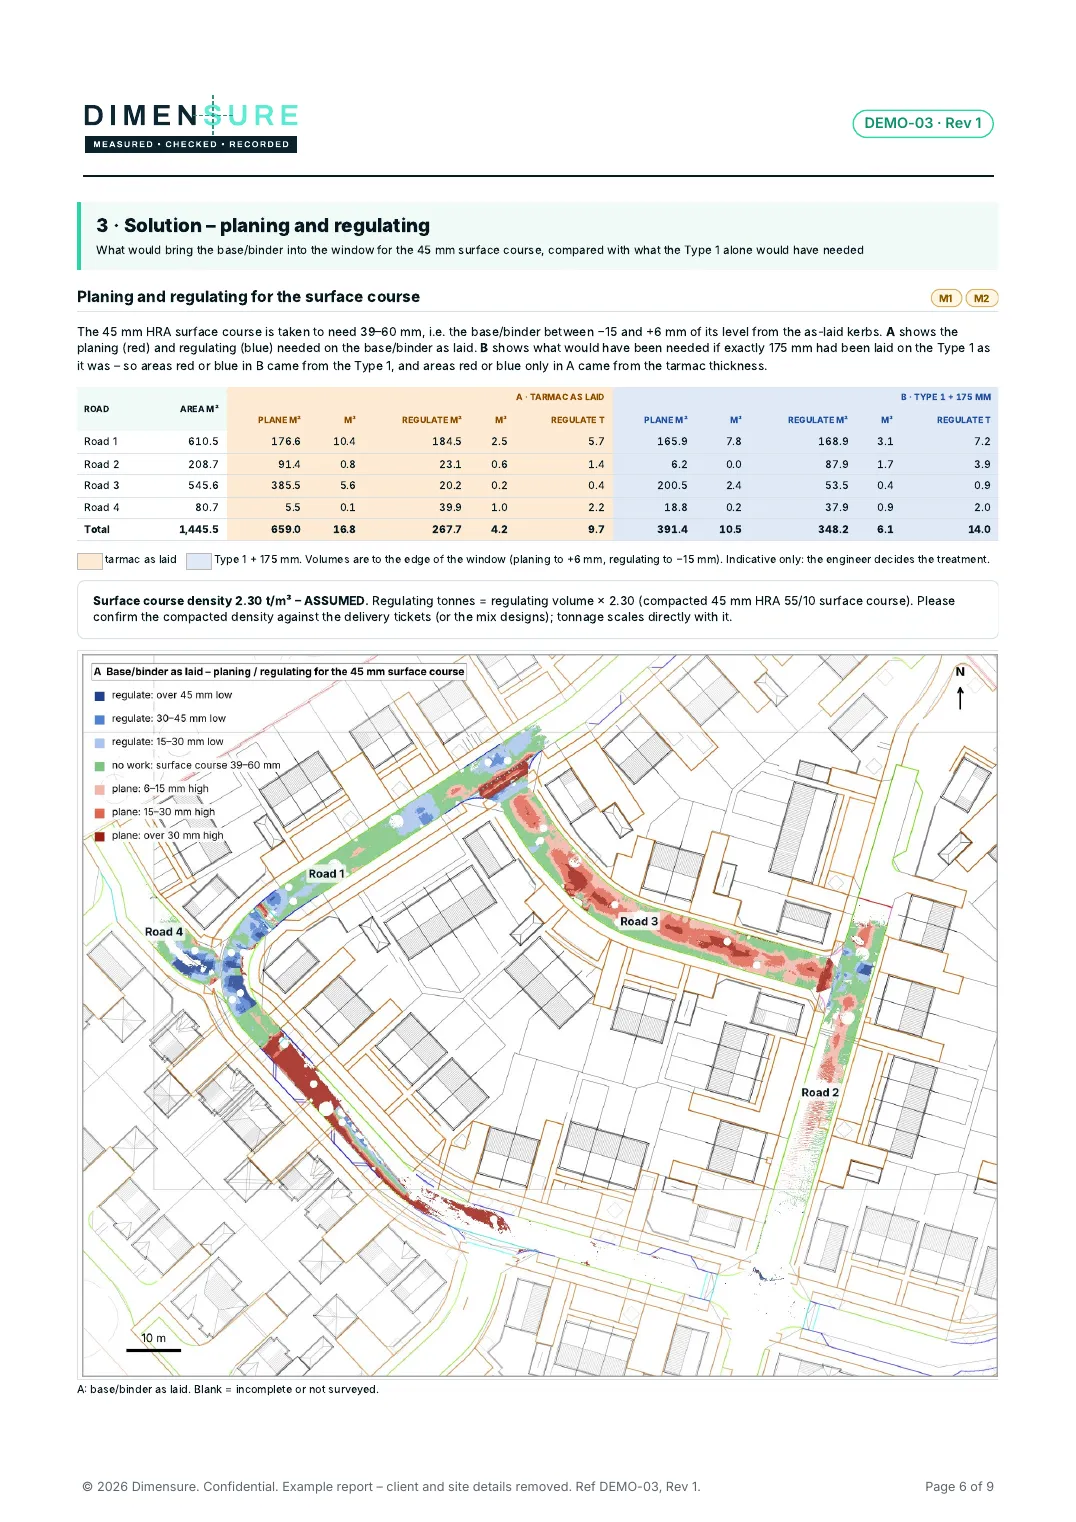 DIMENSURE
MEASURED • CHECKED • RECORDED
DEMO-03 · Rev 1
3 · Solution – planing and regulating
What would bring the base/binder into the window for the 45 mm surface course, compared with what the Type 1 alone would have needed
Planing and regulating for the surface course
M1 M2
The 45 mm HRA surface course is taken to need 39–60 mm, i.e. the base/binder between −15 and +6 mm of its level from the as-laid kerbs. A shows the
planing (red) and regulating (blue) needed on the base/binder as laid. B shows what would have been needed if exactly 175 mm had been laid on the Type 1 as
it was – so areas red or blue in B came from the Type 1, and areas red or blue only in A came from the tarmac thickness.
A · TARMAC AS LAID B · TYPE 1 + 175 MM
ROAD AREA M² PLANE M² M³ REGULATE M² M³ REGULATE T PLANE M² M³ REGULATE M² M³ REGULATE T
Road 1 610.5 176.6 10.4 184.5 2.5 5.7 165.9 7.8 168.9 3.1 7.2
Road 2 208.7 91.4 0.8 23.1 0.6 1.4 6.2 0.0 87.9 1.7 3.9
Road 3 545.6 385.5 5.6 20.2 0.2 0.4 200.5 2.4 53.5 0.4 0.9
Road 4 80.7 5.5 0.1 39.9 1.0 2.2 18.8 0.2 37.9 0.9 2.0
Total 1,445.5 659.0 16.8 267.7 4.2 9.7 391.4 10.5 348.2 6.1 14.0
tarmac as laid Type 1 + 175 mm. Volumes are to the edge of the window (planing to +6 mm, regulating to −15 mm). Indicative only: the engineer decides the treatment.
Surface course density 2.30 t/m³ – ASSUMED. Regulating tonnes = regulating volume × 2.30 (compacted 45 mm HRA 55/10 surface course). Please
confirm the compacted density against the delivery tickets (or the mix designs); tonnage scales directly with it.
A Base/binder as laid – planing / regulating for the 45 mm surface course
N
regulate: over 45 mm low
regulate: 30–45 mm low
regulate: 15–30 mm low
no work: surface course 39–60 mm
plane: 6–15 mm high
plane: 15–30 mm high
plane: over 30 mm high
Road 1
Road 3
Road 4
Road 2
10 m
A: base/binder as laid. Blank = incomplete or not surveyed.
© 2026 Dimensure. Confidential. Example report – client and site details removed. Ref DEMO-03, Rev 1.
Page 6 of 9